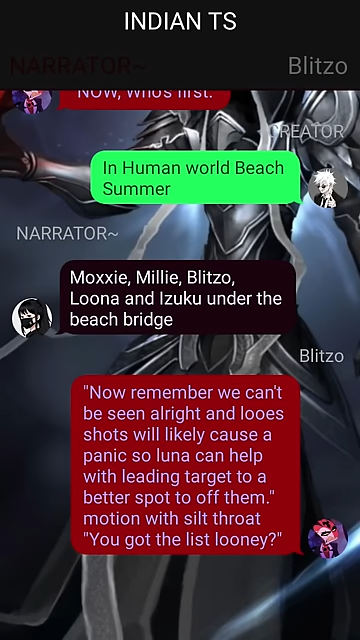 INDIAN TS
NARRATOR~
Blitzo
NOW, Who's first.
CREATOR
In Human world Beach
Summer
NARRATOR~
Moxxie, Millie, Blitzo,
Loona and Izuku under the
beach bridge
Blitzo
"Now remember we can't
be seen alright and looes
shots will likely cause a
panic so luna can help
with leading target to a
better spot to off them."
motion with silt throat
"You got the list looney?"